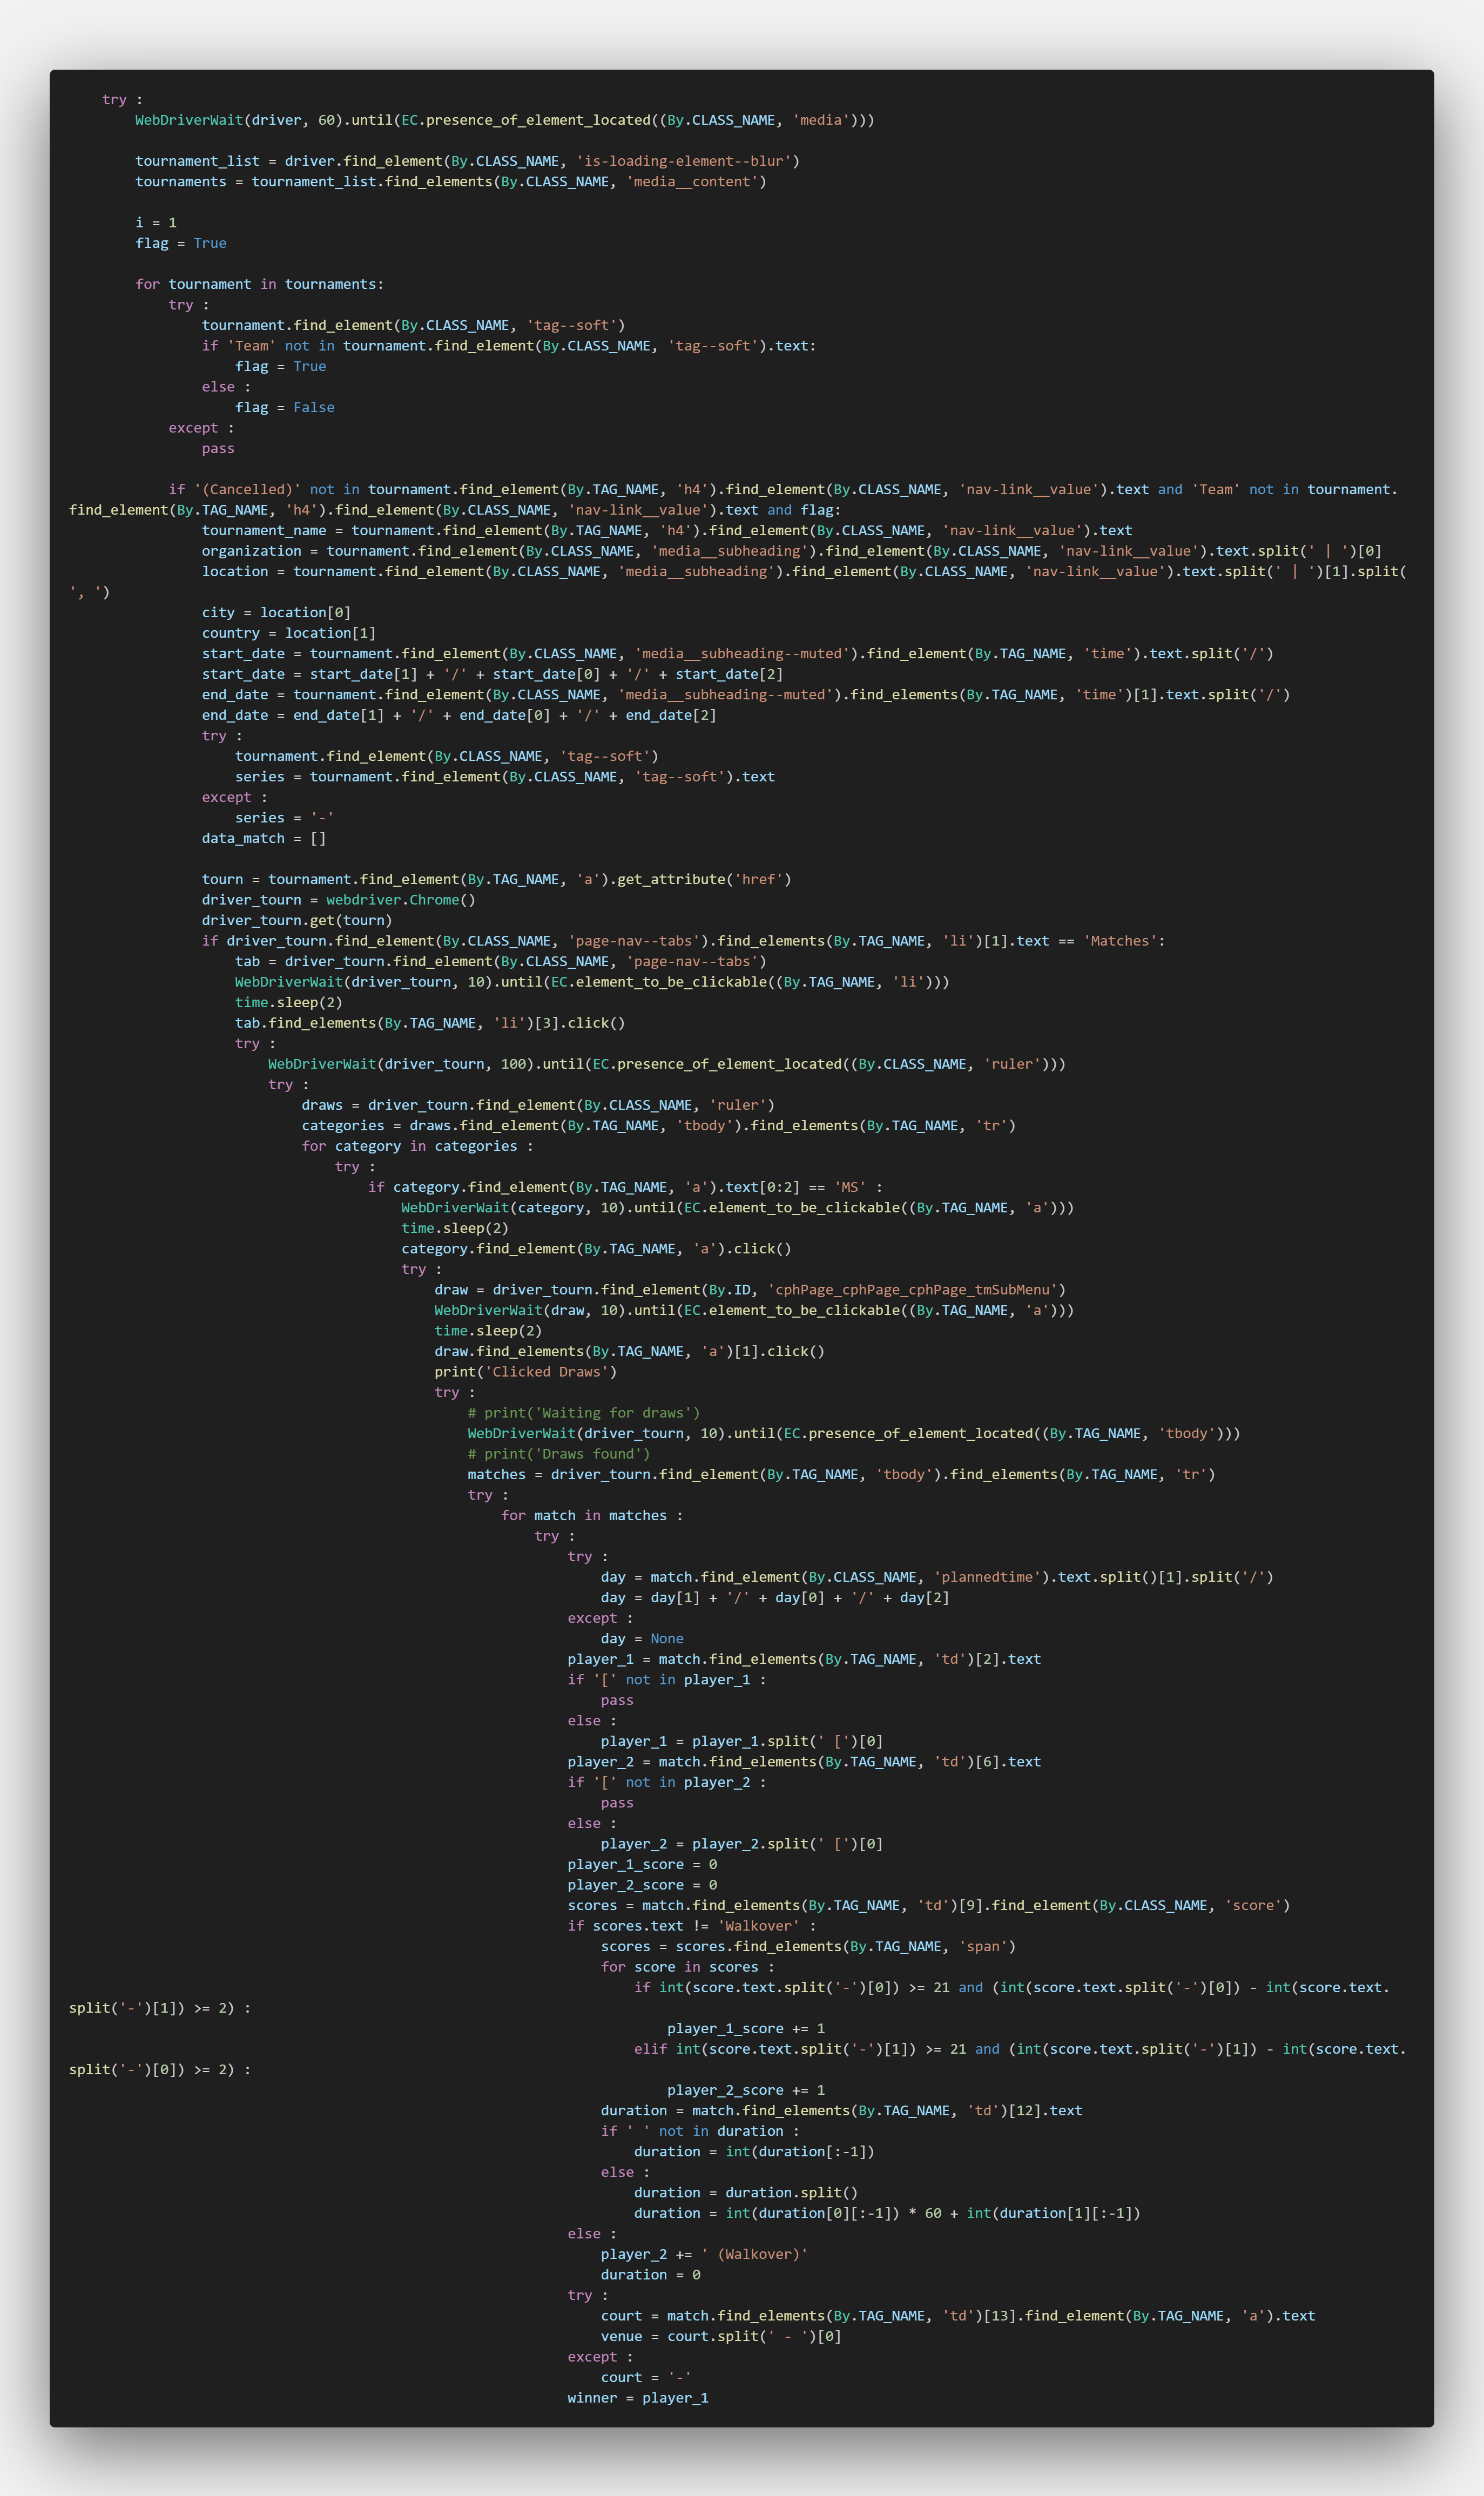 try :
        WebDriverWait(driver, 60).until(EC.presence_of_element_located((By.CLASS_NAME, 'media')))

        tournament_list = driver.find_element(By.CLASS_NAME, 'is-loading-element--blur')
        tournaments = tournament_list.find_elements(By.CLASS_NAME, 'media__content')

        i = 1
        flag = True

        for tournament in tournaments:
            try :
                tournament.find_element(By.CLASS_NAME, 'tag--soft')
                if 'Team' not in tournament.find_element(By.CLASS_NAME, 'tag--soft').text:
                    flag = True
                else :
                    flag = False
            except :
                pass

            if '(Cancelled)' not in tournament.find_element(By.TAG_NAME, 'h4').find_element(By.CLASS_NAME, 'nav-link__value').text and 'Team' not in tournament.
find_element(By.TAG_NAME, 'h4').find_element(By.CLASS_NAME, 'nav-link__value').text and flag:
                tournament_name = tournament.find_element(By.TAG_NAME, 'h4').find_element(By.CLASS_NAME, 'nav-link__value').text
                organization = tournament.find_element(By.CLASS_NAME, 'media__subheading').find_element(By.CLASS_NAME, 'nav-link__value').text.split(' | ')[0]
                location = tournament.find_element(By.CLASS_NAME, 'media__subheading').find_element(By.CLASS_NAME, 'nav-link__value').text.split(' | ')[1].split(
', ')
                city = location[0]
                country = location[1]
                start_date = tournament.find_element(By.CLASS_NAME, 'media__subheading--muted').find_element(By.TAG_NAME, 'time').text.split('/')
                start_date = start_date[1] + '/' + start_date[0] + '/' + start_date[2]
                end_date = tournament.find_element(By.CLASS_NAME, 'media__subheading--muted').find_elements(By.TAG_NAME, 'time')[1].text.split('/')
                end_date = end_date[1] + '/' + end_date[0] + '/' + end_date[2]
                try :
                    tournament.find_element(By.CLASS_NAME, 'tag--soft')
                    series = tournament.find_element(By.CLASS_NAME, 'tag--soft').text
                except :
                    series = '-'
                data_match = []

                tourn = tournament.find_element(By.TAG_NAME, 'a').get_attribute('href')
                driver_tourn = webdriver.Chrome()
                driver_tourn.get(tourn)
                if driver_tourn.find_element(By.CLASS_NAME, 'page-nav--tabs').find_elements(By.TAG_NAME, 'li')[1].text == 'Matches':
                    tab = driver_tourn.find_element(By.CLASS_NAME, 'page-nav--tabs')
                    WebDriverWait(driver_tourn, 10).until(EC.element_to_be_clickable((By.TAG_NAME, 'li')))
                    time.sleep(2)
                    tab.find_elements(By.TAG_NAME, 'li')[3].click()
                    try :
                        WebDriverWait(driver_tourn, 100).until(EC.presence_of_element_located((By.CLASS_NAME, 'ruler')))
                        try :
                            draws = driver_tourn.find_element(By.CLASS_NAME, 'ruler')
                            categories = draws.find_element(By.TAG_NAME, 'tbody').find_elements(By.TAG_NAME, 'tr')
                            for category in categories :
                                try :
                                    if category.find_element(By.TAG_NAME, 'a').text[0:2] == 'MS' :
                                        WebDriverWait(category, 10).until(EC.element_to_be_clickable((By.TAG_NAME, 'a')))
                                        time.sleep(2)
                                        category.find_element(By.TAG_NAME, 'a').click()
                                        try :
                                            draw = driver_tourn.find_element(By.ID, 'cphPage_cphPage_cphPage_tmSubMenu')
                                            WebDriverWait(draw, 10).until(EC.element_to_be_clickable((By.TAG_NAME, 'a')))
                                            time.sleep(2)
                                            draw.find_elements(By.TAG_NAME, 'a')[1].click()
                                            print('Clicked Draws')
                                            try :
                                                # print('Waiting for draws')
                                                WebDriverWait(driver_tourn, 10).until(EC.presence_of_element_located((By.TAG_NAME, 'tbody')))
                                                # print('Draws found')
                                                matches = driver_tourn.find_element(By.TAG_NAME, 'tbody').find_elements(By.TAG_NAME, 'tr')
                                                try :
                                                    for match in matches :
                                                        try :
                                                            try :
                                                                day = match.find_element(By.CLASS_NAME, 'plannedtime').text.split()[1].split('/')
                                                                day = day[1] + '/' + day[0] + '/' + day[2]
                                                            except :
                                                                day = None
                                                            player_1 = match.find_elements(By.TAG_NAME, 'td')[2].text
                                                            if '[' not in player_1 :
                                                                pass
                                                            else :
                                                                player_1 = player_1.split(' [')[0]
                                                            player_2 = match.find_elements(By.TAG_NAME, 'td')[6].text
                                                            if '[' not in player_2 :
                                                                pass
                                                            else :
                                                                player_2 = player_2.split(' [')[0]
                                                            player_1_score = 0
                                                            player_2_score = 0
                                                            scores = match.find_elements(By.TAG_NAME, 'td')[9].find_element(By.CLASS_NAME, 'score')
                                                            if scores.text != 'Walkover' :
                                                                scores = scores.find_elements(By.TAG_NAME, 'span')
                                                                for score in scores :
                                                                    if int(score.text.split('-')[0]) >= 21 and (int(score.text.split('-')[0]) - int(score.text.
split('-')[1]) >= 2) :
                                                                        player_1_score += 1
                                                                    elif int(score.text.split('-')[1]) >= 21 and (int(score.text.split('-')[1]) - int(score.text.
split('-')[0]) >= 2) :
                                                                        player_2_score += 1
                                                                duration = match.find_elements(By.TAG_NAME, 'td')[12].text
                                                                if ' ' not in duration :
                                                                    duration = int(duration[:-1])
                                                                else :
                                                                    duration = duration.split()
                                                                    duration = int(duration[0][:-1]) * 60 + int(duration[1][:-1])
                                                            else :
                                                                player_2 += ' (Walkover)'
                                                                duration = 0
                                                            try :
                                                                court = match.find_elements(By.TAG_NAME, 'td')[13].find_element(By.TAG_NAME, 'a').text
                                                                venue = court.split(' - ')[0]
                                                            except :
                                                                court = '-'
                                                            winner = player_1